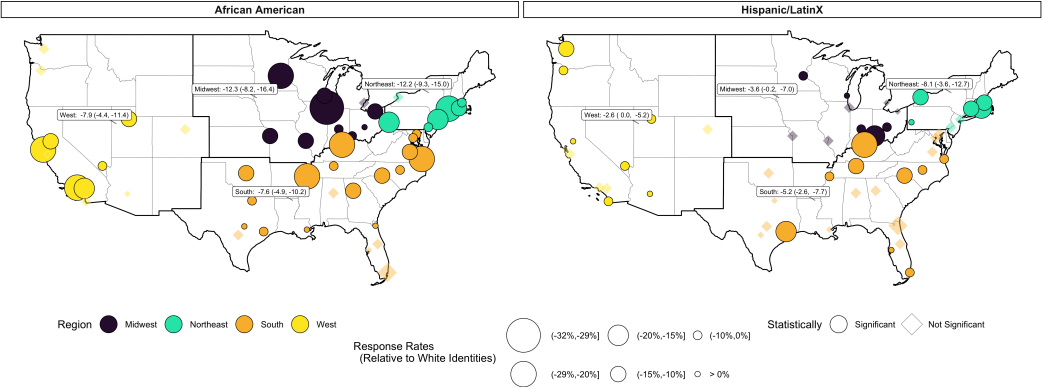 African American
Hispanic/LatinX
Midwest: -12.3 (-8.2, -16.4)
Northeast: -12.2 (-9.3, -15.0)
West: -7.9 (-4.4, -11.4)
South: -7.6 (-4.9, -10.2)
Midwest: -3.6 (-0.2, -7.0)
Northeast: -8.1 (-3.6, -12.7)
West: -2.6 ( 0.0, -5.2)
South: -5.2 (-2.6, -7.7)
Region Midwest Northeast South West
Response Rates
(Relative to White Identities)
(-32%,-29%] (-20%,-15%] (-10%,0%]
(-29%,-20%] (-15%,-10%] > 0%
Statistically Significant Not Significant